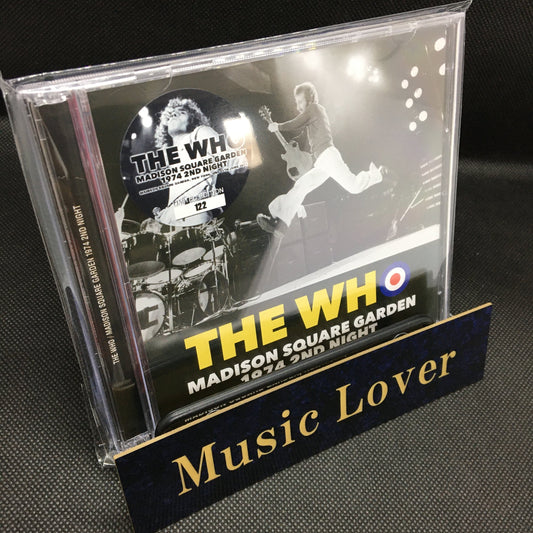 THE WHO
MADISON SQUARE GARDEN
1974 2ND NIGHT
122
THE WHO MADISON SQUARE GARDEN 1974 2ND NIGHT
THE WHO
MADISON SQUARE GARDEN
1974 2ND NIGHT
Music Lover